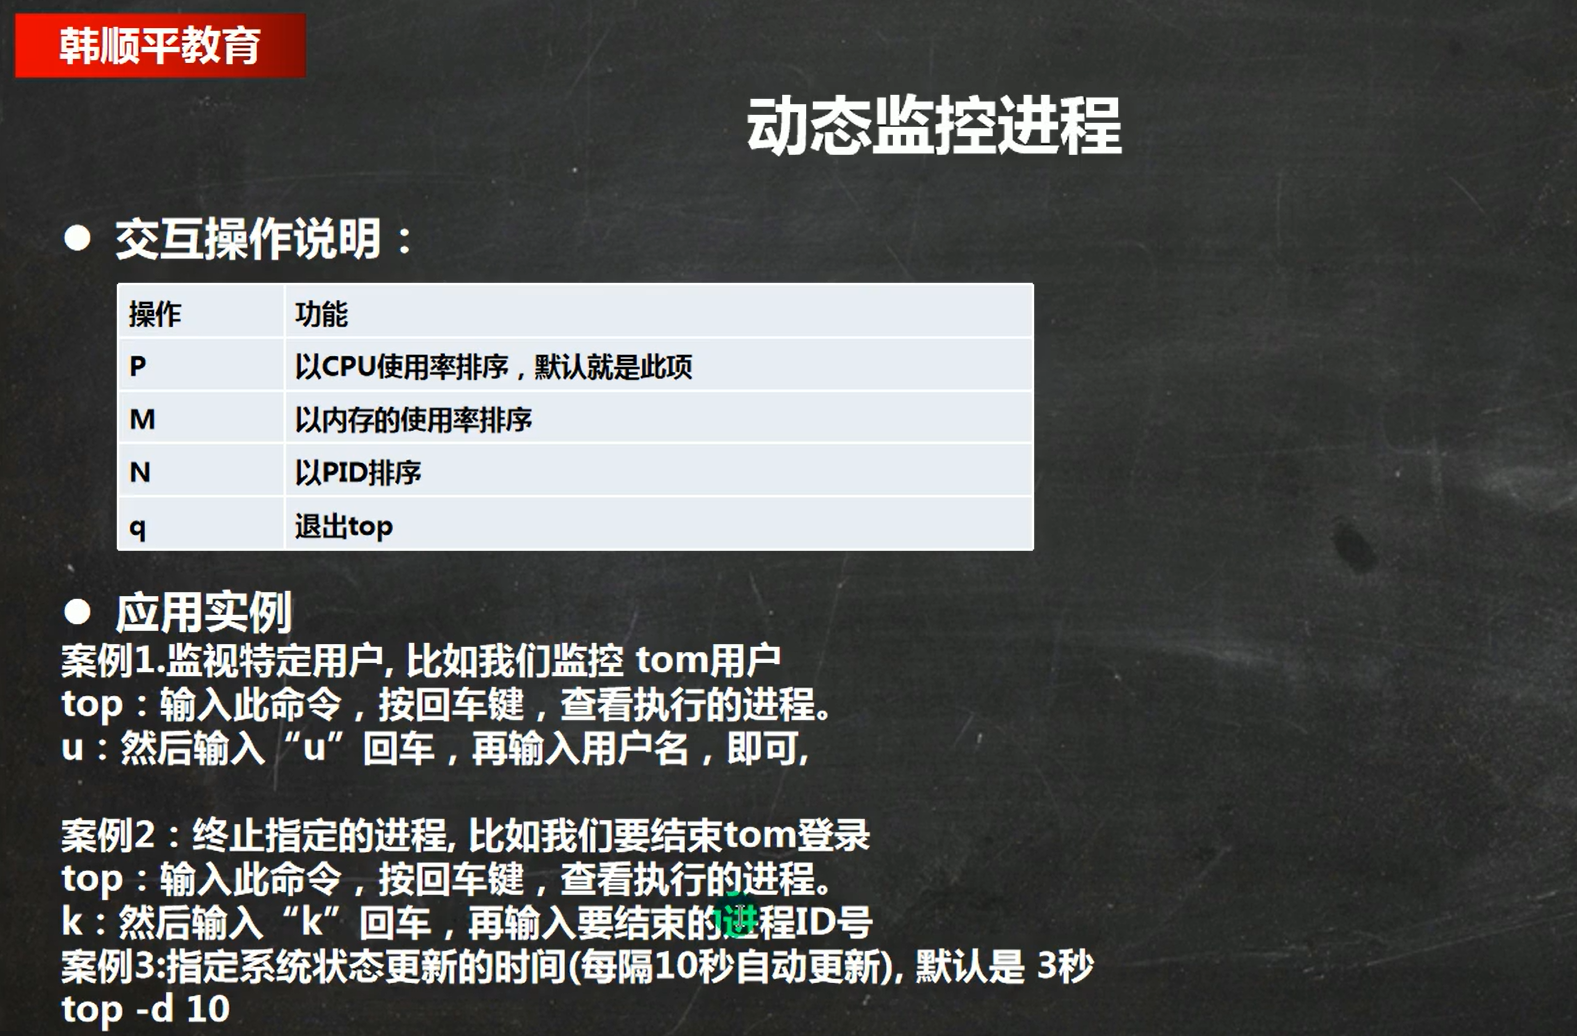 韩顺平教育
动态监控进程
● 交互操作说明：
操作 功能
P 以CPU使用率排序，默认就是此项
M 以内存的使用率排序
N 以PID排序
q 退出top
● 应用实例
案例1.监视特定用户, 比如我们监控 tom用户
top：输入此命令，按回车键，查看执行的进程。
u：然后输入“u”回车，再输入用户名，即可,
案例2：终止指定的进程, 比如我们要结束tom登录
top：输入此命令，按回车键，查看执行的进程。
k：然后输入“k”回车，再输入要结束的进程ID号
案例3:指定系统状态更新的时间(每隔10秒自动更新), 默认是 3秒
top -d 10